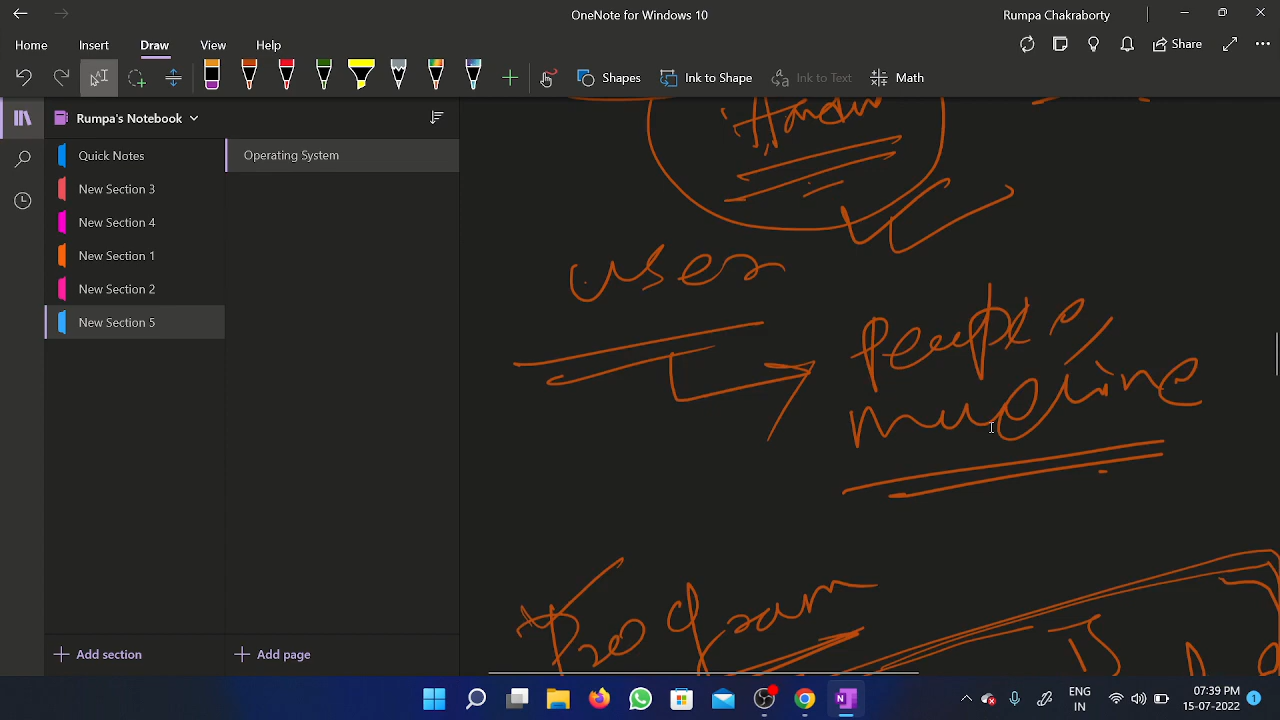 OneNote for Windows 10
Rumpa Chakraborty
Home Insert Draw View Help
Share
Shapes Ink to Shape Ink to Text Math
Rumpa's Notebook
Quick Notes
New Section 3
New Section 4
New Section 1
New Section 2
New Section 5
Operating System
user
People,
machine
Program
Add section
Add page
ENG
IN
07:39 PM
15-07-2022
1